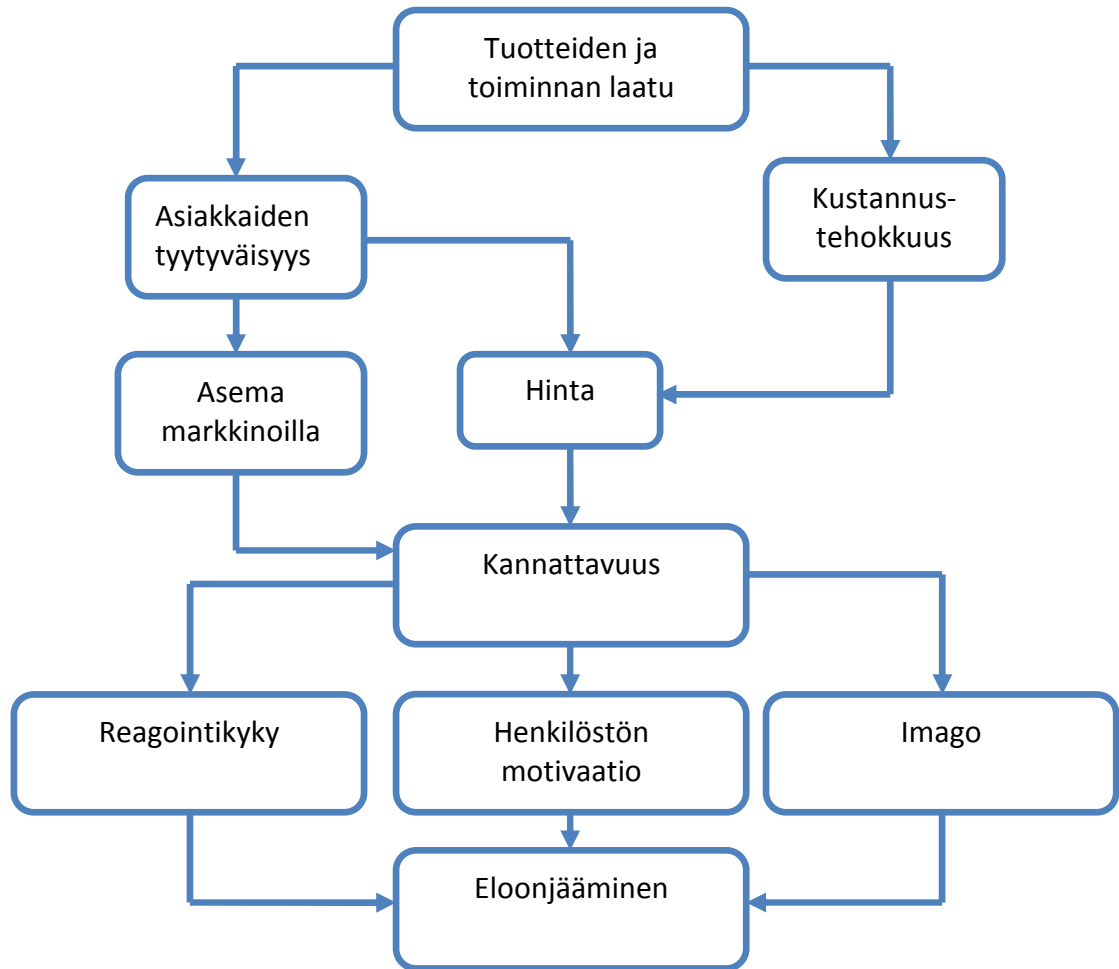 Tuotteiden ja
toiminnan laatu
Asiakkaiden
tyytyväisyys
Kustannus-
tehokkuus
Asema
markkinoilla
Hinta
Kannattavuus
Reagointikyky
Henkilöstön
motivaatio
Imago
Eloonjääminen